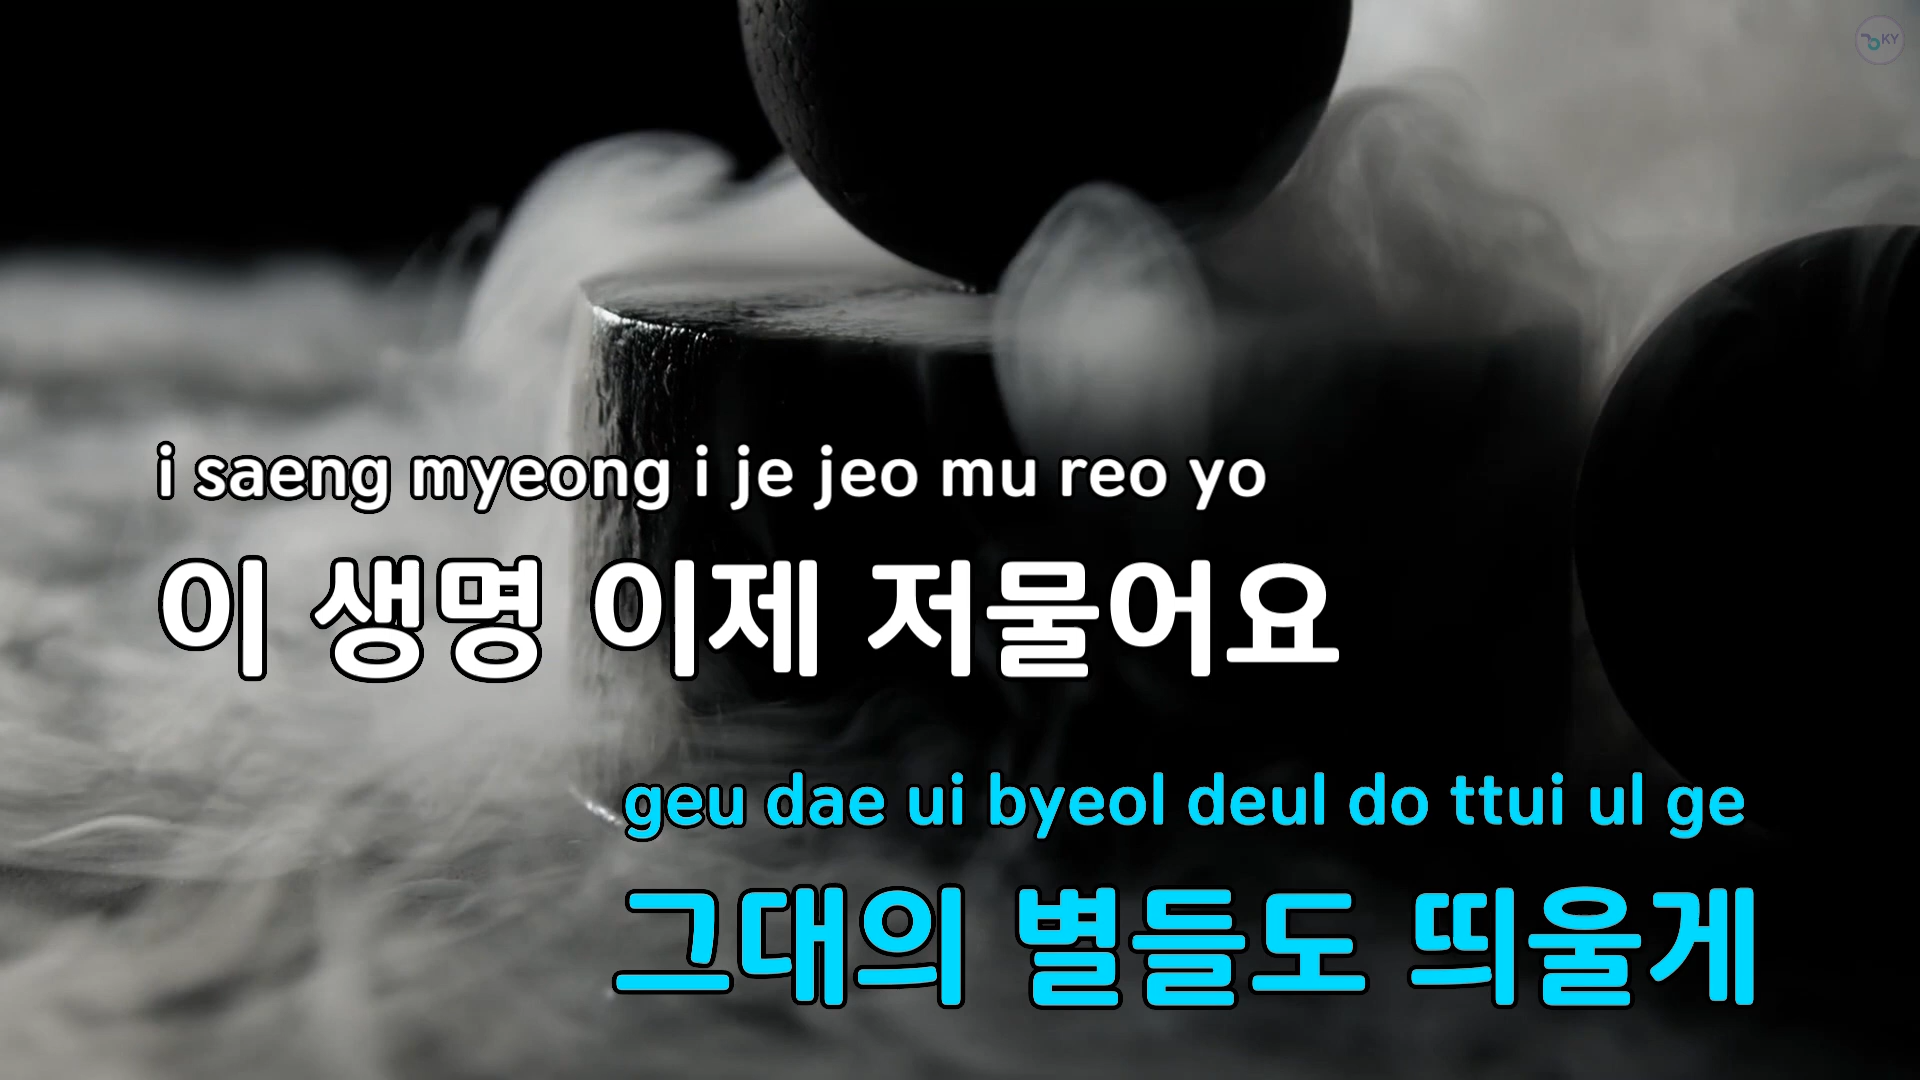 KY
i saeng myeong i je jeo mu reo yo
이 생명 이제 저물어요
geu dae ui byeol deul do ttui ul ge
그대의 별들도 띄울게